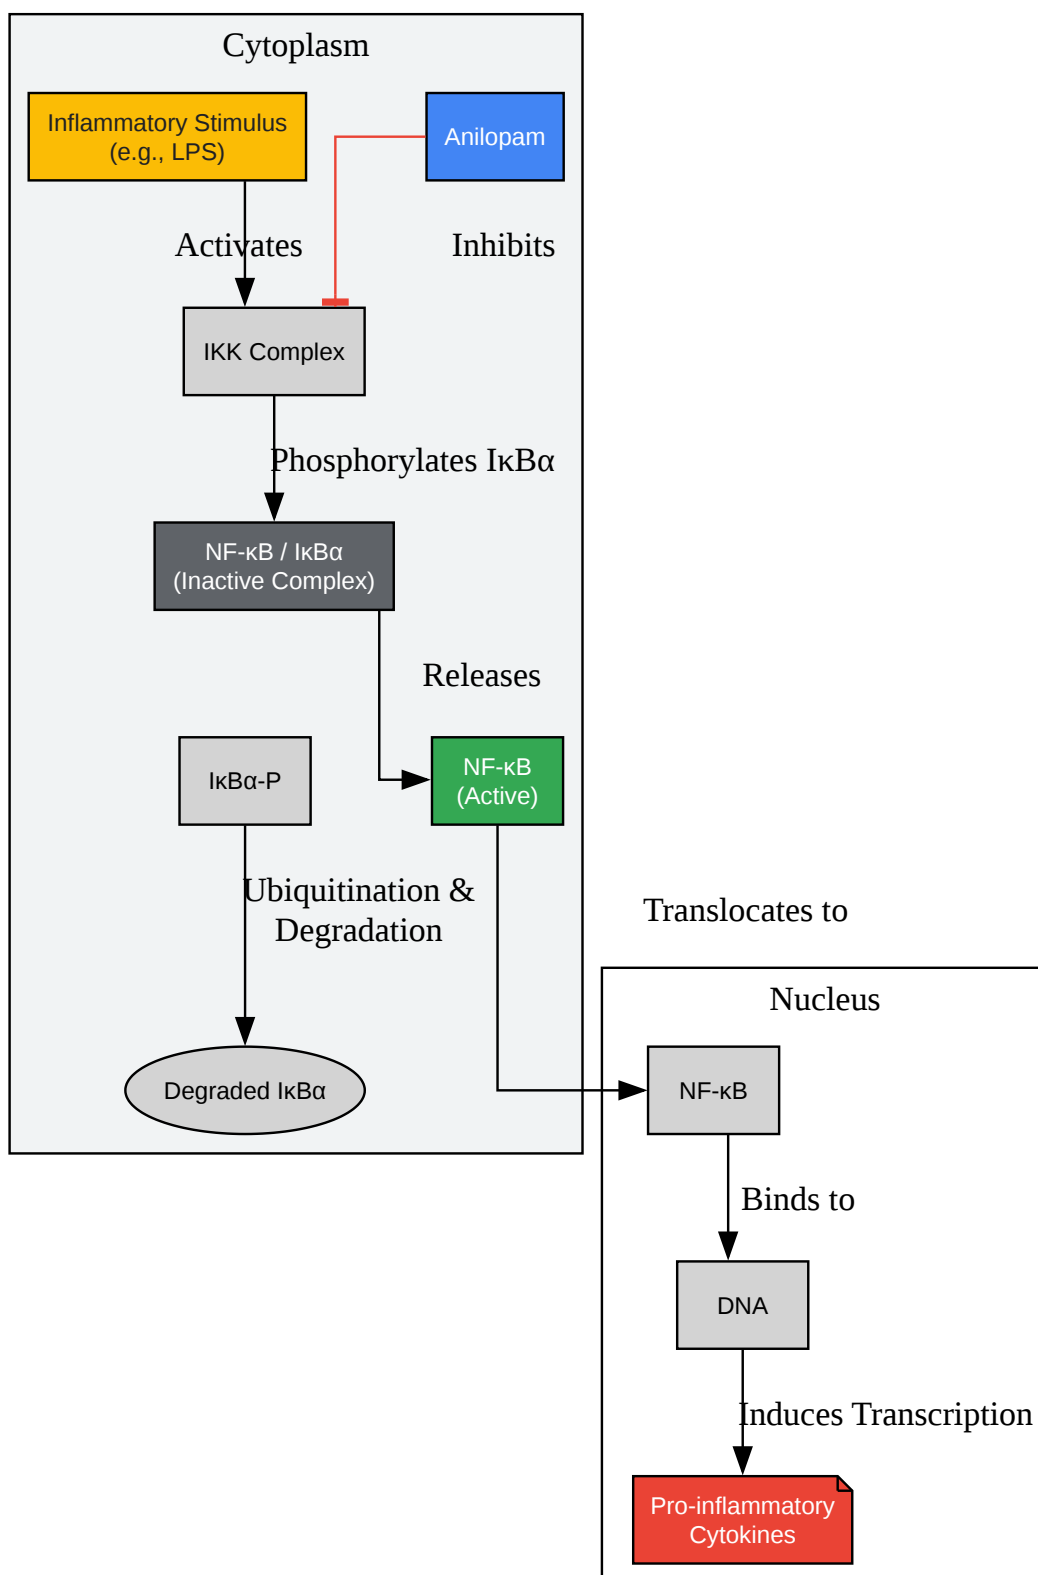 Cytoplasm
Inflammatory Stimulus
(e.g., LPS)
Anilopam
Activates
Inhibits
IKK Complex
Phosphorylates IκBα
NF-κB / IκBα
(Inactive Complex)
Releases
IκBα-P
NF-κB
(Active)
Ubiquitination &
Degradation
Translocates to
Nucleus
Degraded IκBα
NF-κB
Binds to
DNA
Induces Transcription
Pro-inflammatory
Cytokines